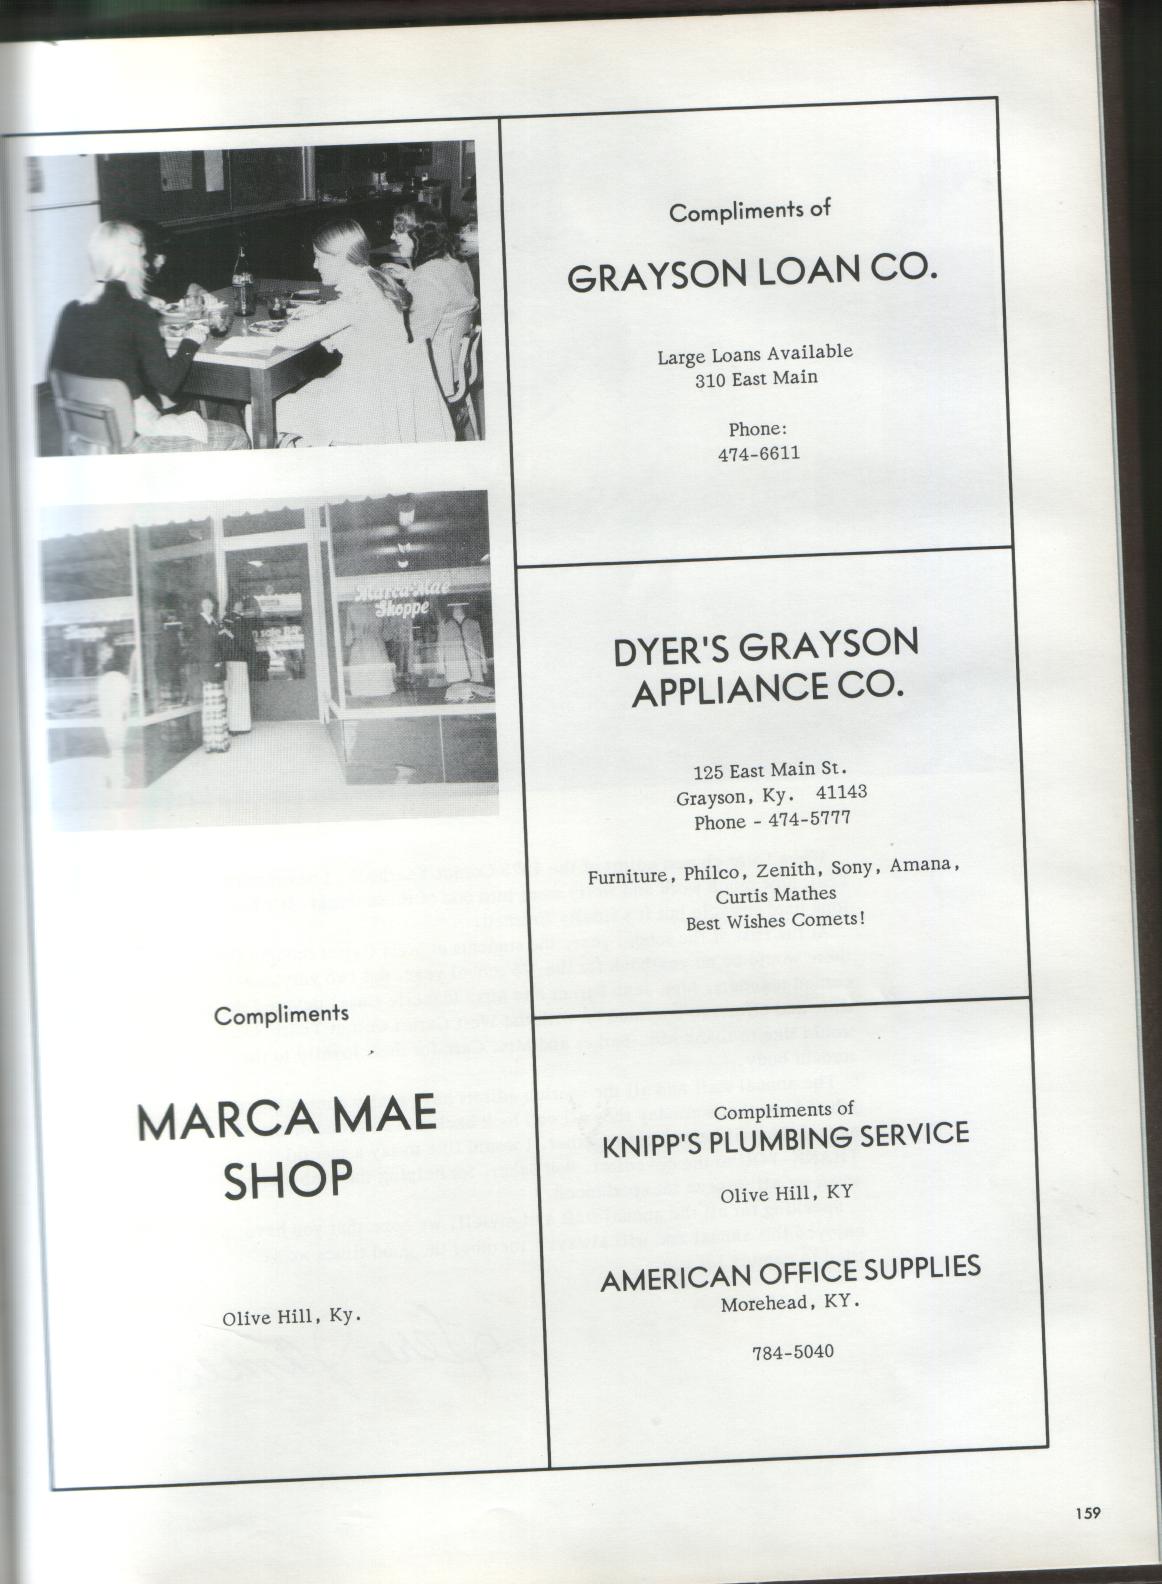 Marca-Mae
Shoppe
Compliments
MARCA MAE
SHOP
Olive Hill, Ky.
Compliments of
GRAYSON LOAN CO.
Large Loans Available
310 East Main
Phone:
474-6611
DYER'S GRAYSON
APPLIANCE CO.
125 East Main St.
Grayson, Ky. 41143
Phone - 474-5777
Furniture, Philco, Zenith, Sony, Amana,
Curtis Mathes
Best Wishes Comets!
Compliments of
KNIPP'S PLUMBING SERVICE
Olive Hill, KY
AMERICAN OFFICE SUPPLIES
Morehead, KY.
784-5040
159